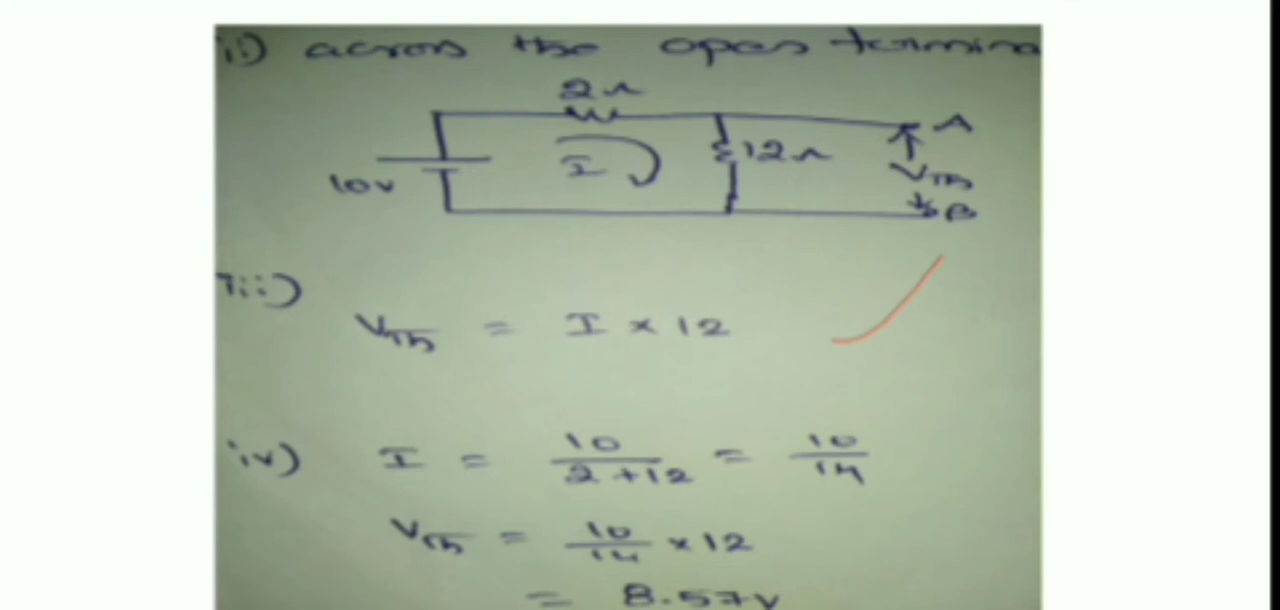 ii) across the open termina
2Ω
A
10V
I
12Ω
VTh
B
iii)
VTh = I × 12
iv) I = 10/2+12 = 10/14
VTh = 10/14 × 12
= 8.57V